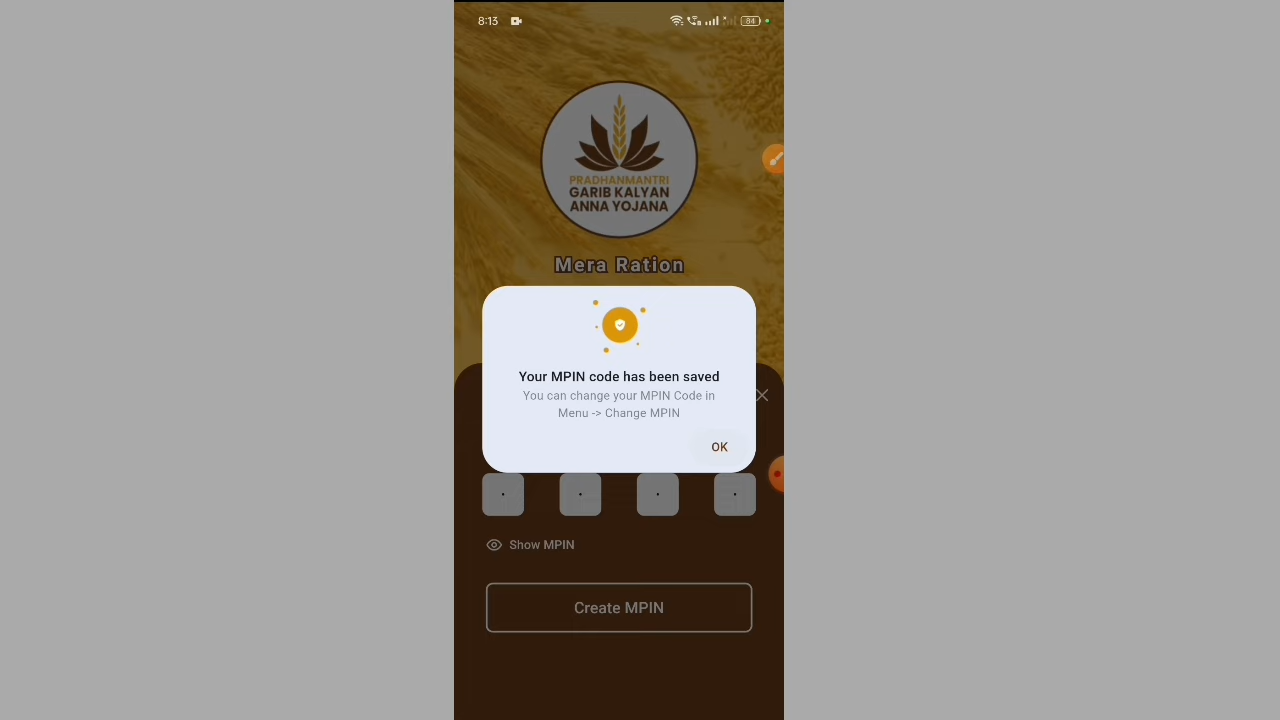 8:13
84
PRADHANMANTRI
GARIB KALYAN
ANNA YOJANA
Mera Ration
Your MPIN code has been saved
You can change your MPIN Code in
Menu -> Change MPIN
OK
Show MPIN
Create MPIN